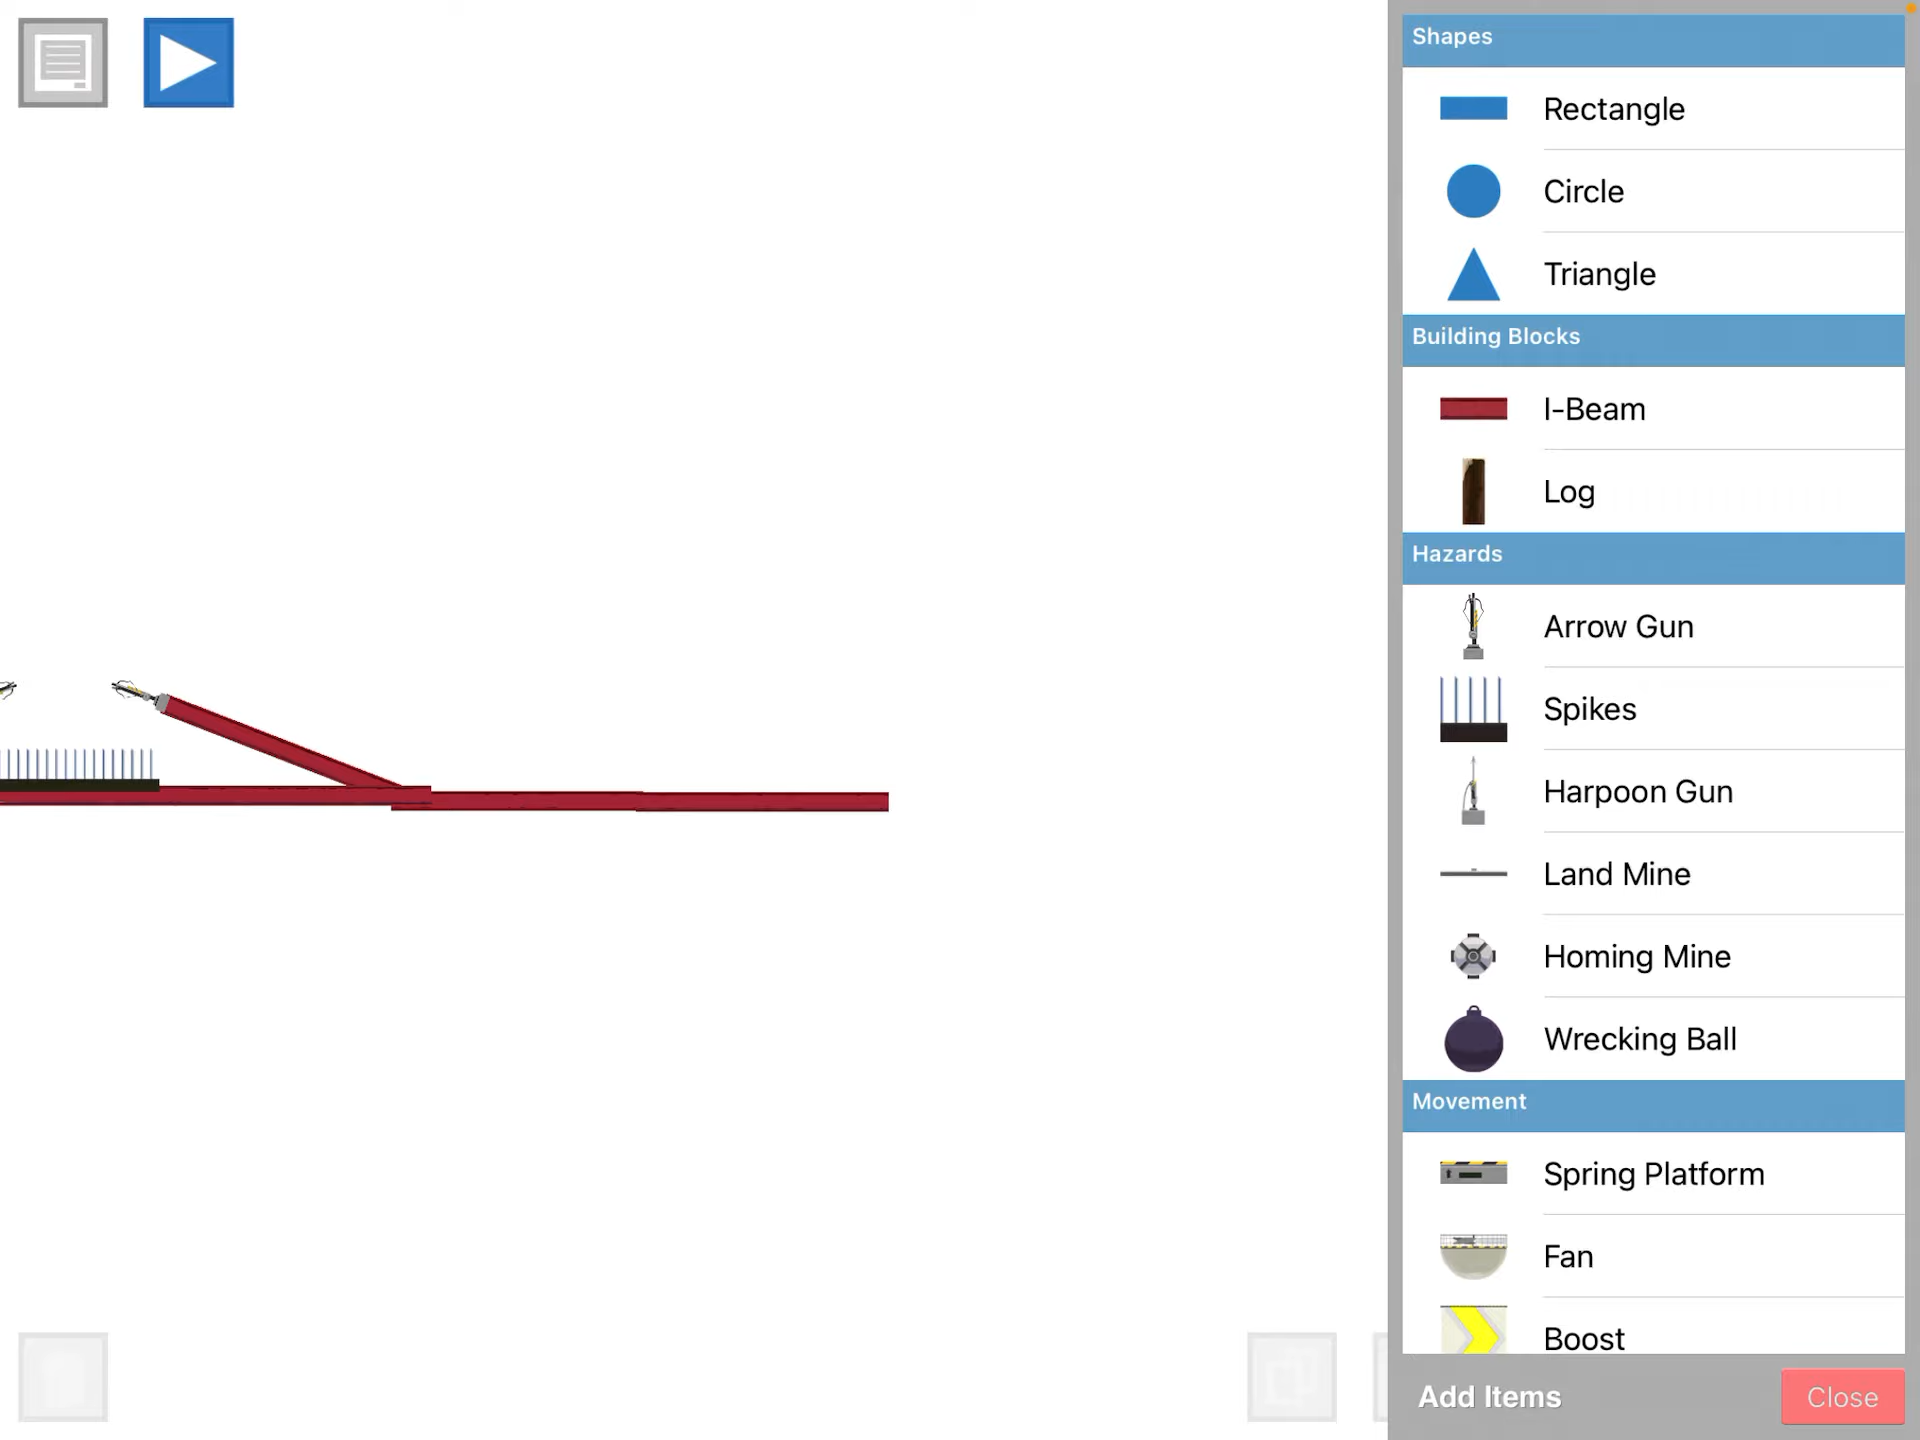 Shapes
Rectangle
Circle
Triangle
Building Blocks
I-Beam
Log
Hazards
Arrow Gun
Spikes
Harpoon Gun
Land Mine
Homing Mine
Wrecking Ball
Movement
Spring Platform
Fan
Boost
Add Items
Close